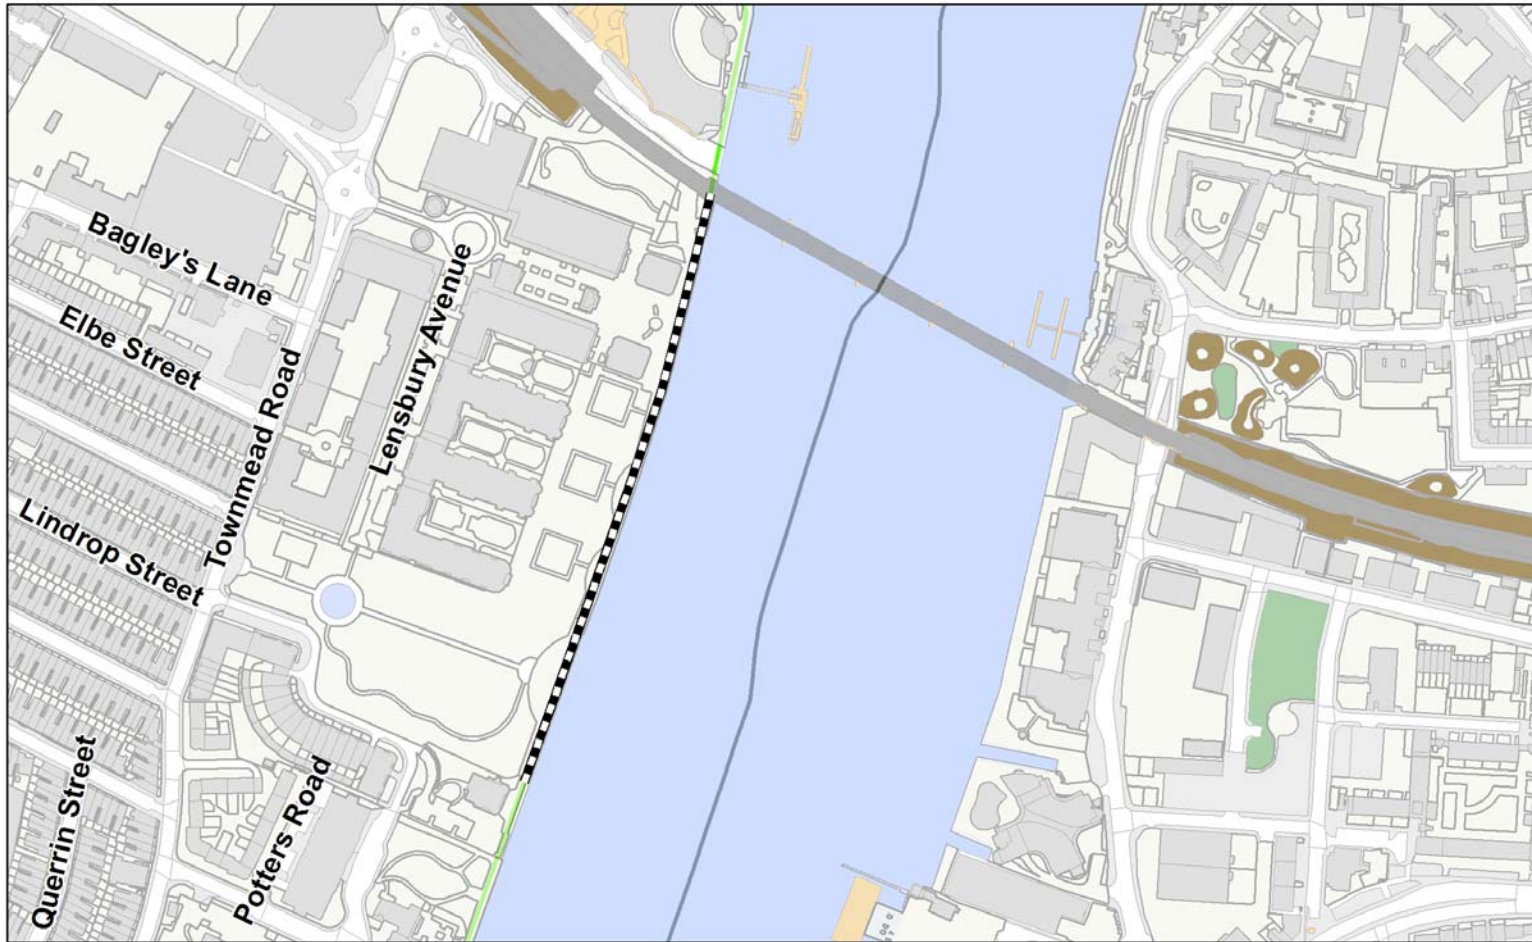 Bagley's Lane
Elbe Street
Lensbury Avenue
Townmead Road
Lindrop Street
Querrin Street
Potters Road